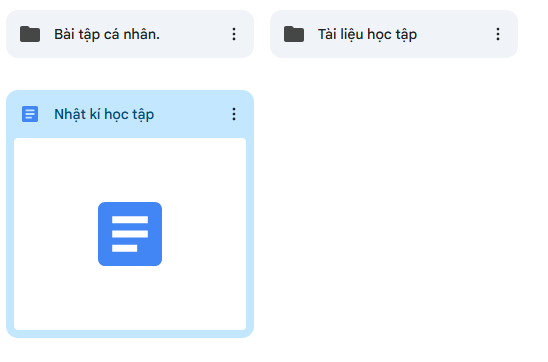 Bài tập cá nhân.
Tài liệu học tập
Nhật kí học tập